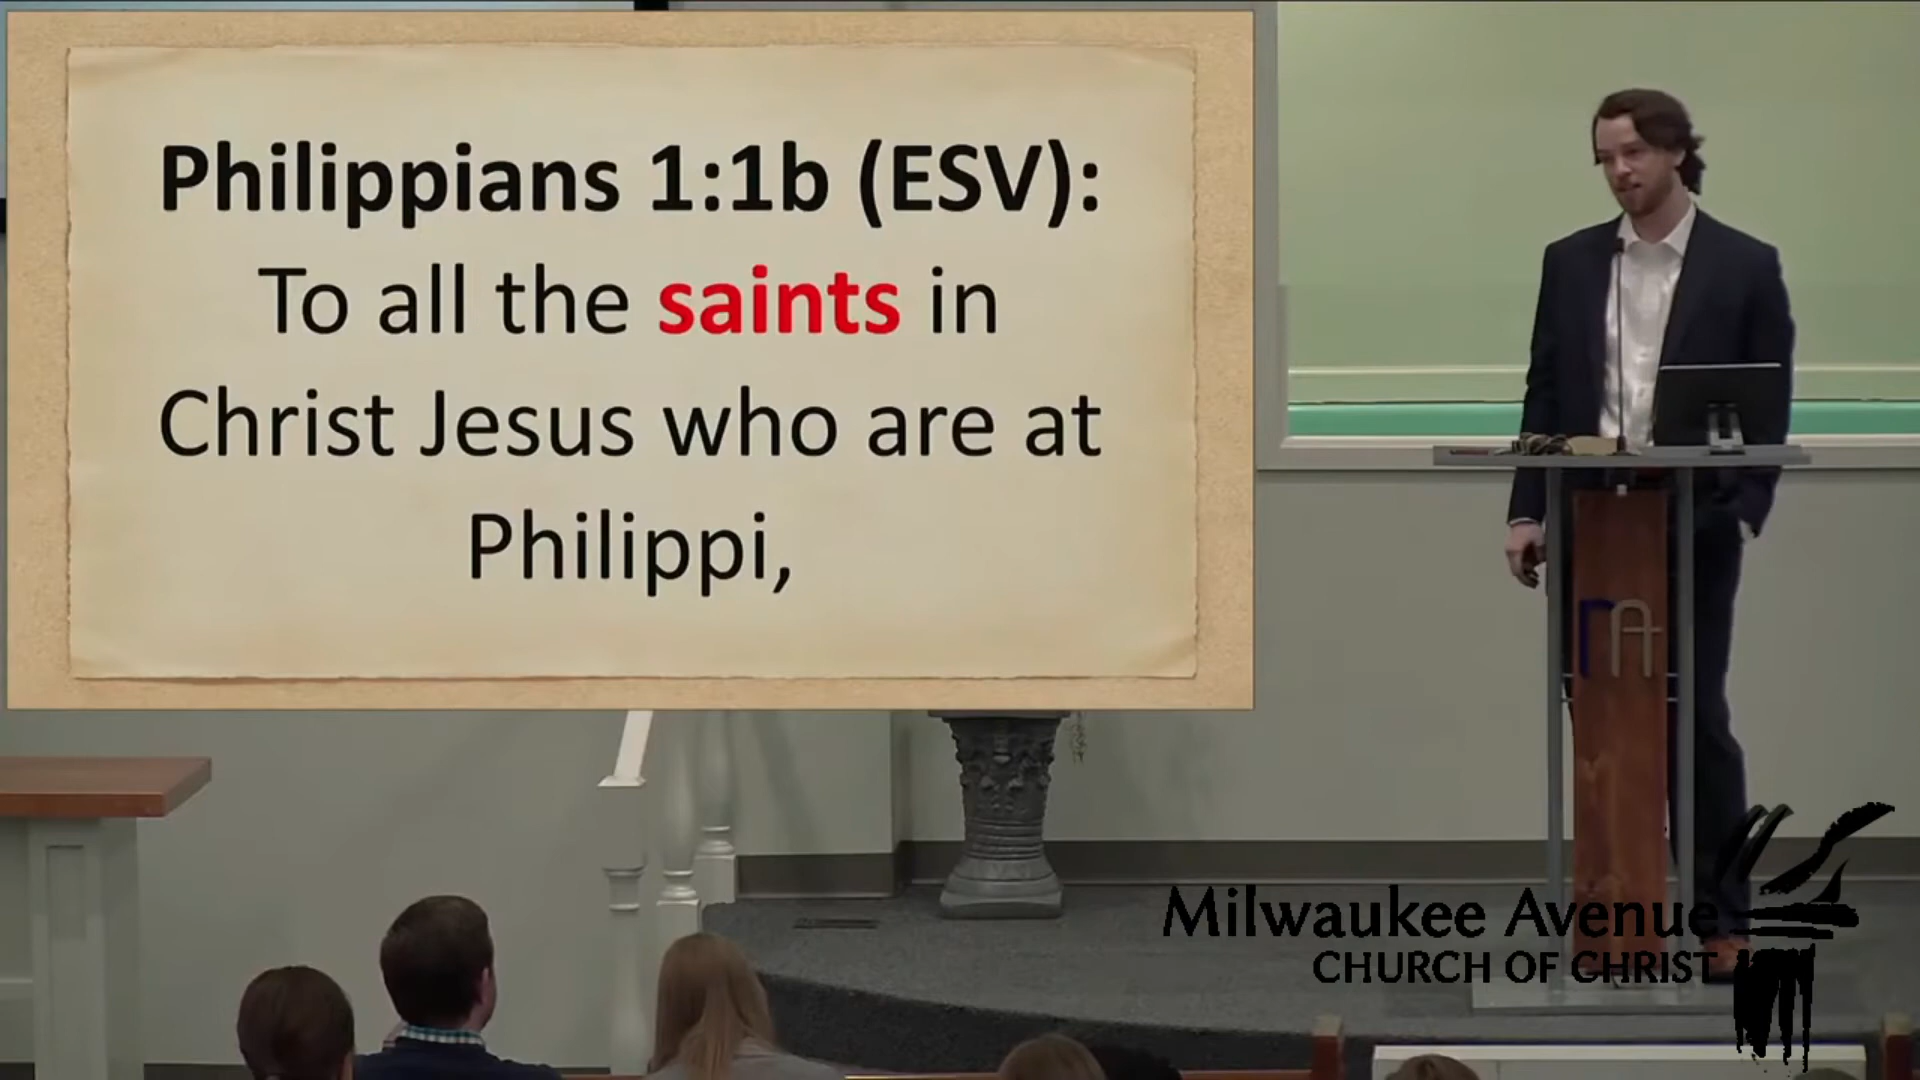 Philippians 1:1b (ESV):
To all the saints in
Christ Jesus who are at
Philippi,
Milwaukee Avenue
CHURCH OF CHRIST